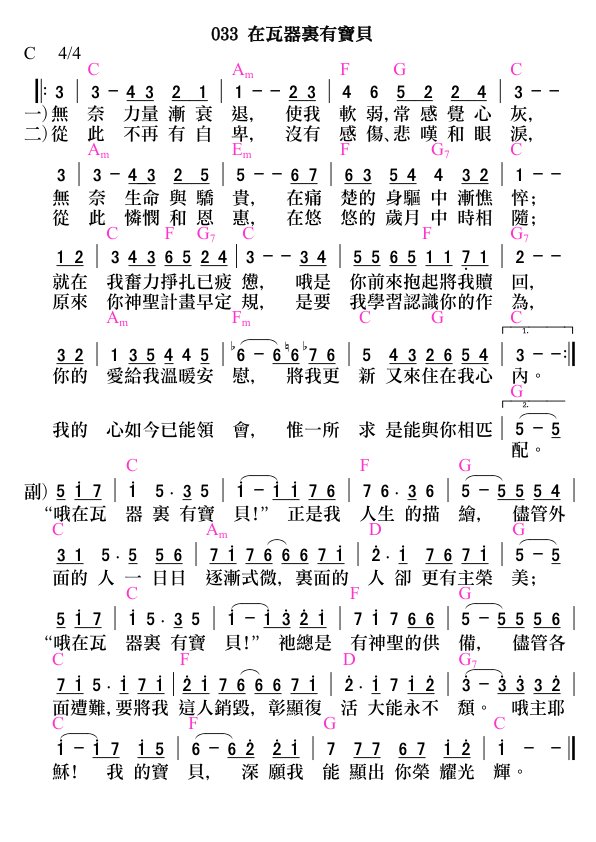 033 在瓦器裏有寶貝
C 4/4
C Am F G C
3 | 3 - 4 3 2 1 | 1 - - 2 3 | 4 6 5 2 2 4 | 3 - -
一)無 奈 力量 漸 衰 退, 使我 軟 弱,常 感 覺 心 灰,
二)從 此 不再 有 自 卑, 沒有 感 傷、悲 嘆 和 眼 淚,
Am Em F G7 C
3 | 3 - 4 3 2 5 | 5 - - 6 7 | 6 3 5 4 4 3 2 | 1 - -
無 奈 生命 與 驕 貴, 在痛 楚的 身軀 中 漸憔 悴;
從 此 憐憫 和 恩 惠, 在悠 悠的 歲月 中 時相 隨;
C F G7 C F G7
1 2 | 3 4 3 6 5 2 4 | 3 - - 3 4 | 5 5 6 5 1 1 7 1 | 2 - -
就在 我奮力掙扎已疲 憊, 哦是 你前來抱起將我贖 回,
原來 你神聖計畫早定 規, 是要 我學習認識你的作 為,
Am Fm C G C
3 2 | 1 3 5 4 4 5 | ♭6 - 6 ♮6 ♭7 6 | 5 4 3 2 6 5 4 | 3 - - :‖
1.
你的 愛給我溫暖安 慰, 將我更 新 又來住在我心 內。
G
2.
我的 心如今已能領 會, 惟一所 求 是能與你相匹 | 5 - 5
配。
C F G
副) 5 1 7 | 1 5 . 3 5 | 1 - 1 1 7 6 | 7 6 . 3 6 | 5 - 5 5 5 4 |
“哦在瓦 器 裏 有寶 貝!” 正是我 人生 的描 繪, 儘管外
C Am D G
3 1 5 . 5 5 6 | 7 1 7 6 6 6 7 1 | 2 . 1 7 6 7 1 | 5 - 5
面的 人 一 日日 逐漸式微,裏面的 人 卻 更有主榮 美;
C F G
5 1 7 | 1 5 . 3 5 | 1 - 1 3 2 1 | 7 1 7 6 6 | 5 - 5 5 5 6 |
“哦在瓦 器裏 有寶 貝!” 祂總是 有神聖的供 備, 儘管各
C F D G7
7 1 5 . 1 7 1 | 2 1 7 6 6 6 7 1 | 2 . 1 7 1 2 | 3 - 3 3 3 2 |
面遭難,要將我 這人銷毀,彰顯復 活 大能永不 頹。 哦主耶
C F G C
1 - 1 7 1 5 | 6 - 6 2 2 1 | 7 7 7 6 7 1 2 | 1 - - ‖
穌! 我 的寶 貝, 深 願我 能 顯出 你榮 耀光 輝。